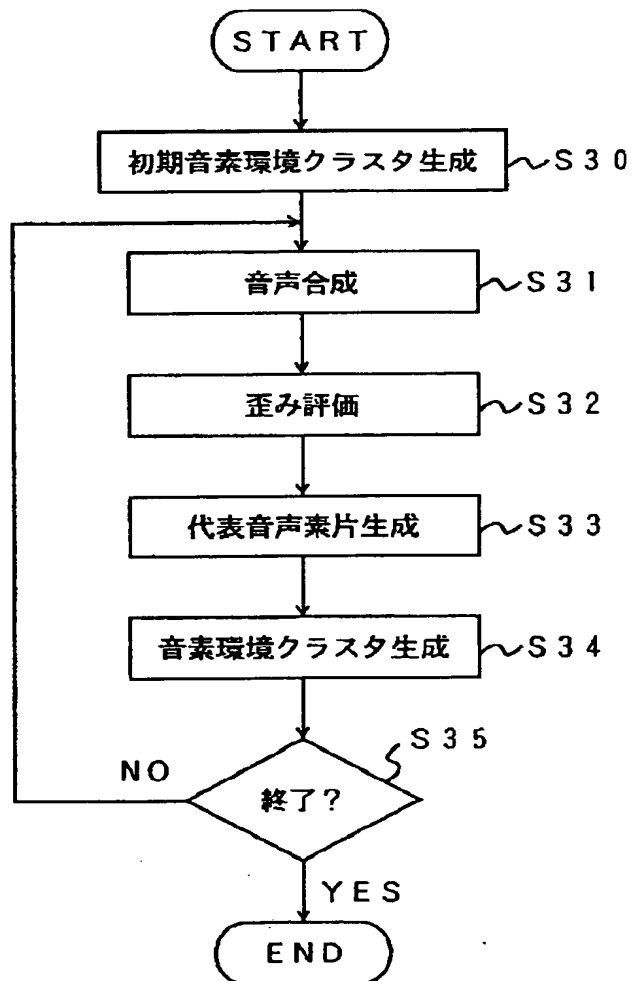 START
初期音素環境クラスタ生成 S30
音声合成 S31
歪み評価 S32
代表音声素片生成 S33
音素環境クラスタ生成 S34
S35
NO
終了?
YES
END